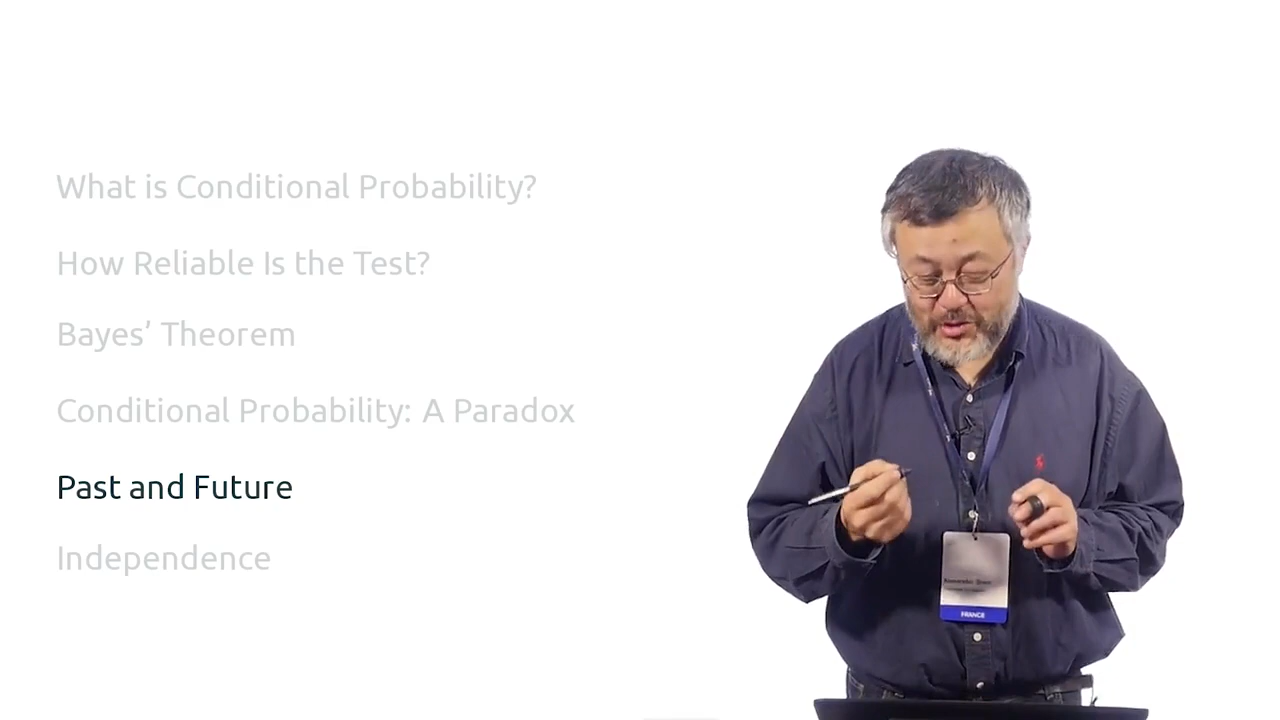 What is Conditional Probability?
How Reliable Is the Test?
Bayes’ Theorem
Conditional Probability: A Paradox
Past and Future
Independence
FRANCE